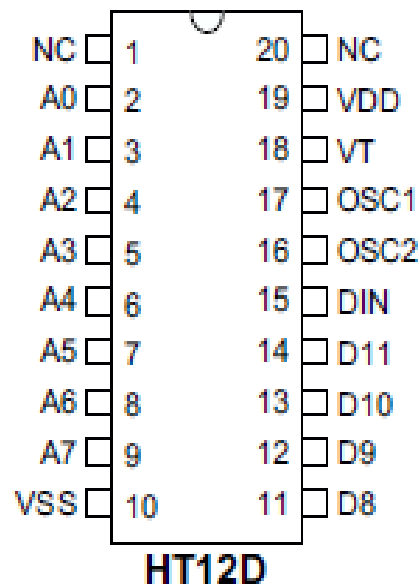 NC 1 20 NC
A0 2 19 VDD
A1 3 18 VT
A2 4 17 OSC1
A3 5 16 OSC2
A4 6 15 DIN
A5 7 14 D11
A6 8 13 D10
A7 9 12 D9
VSS 10 11 D8
HT12D